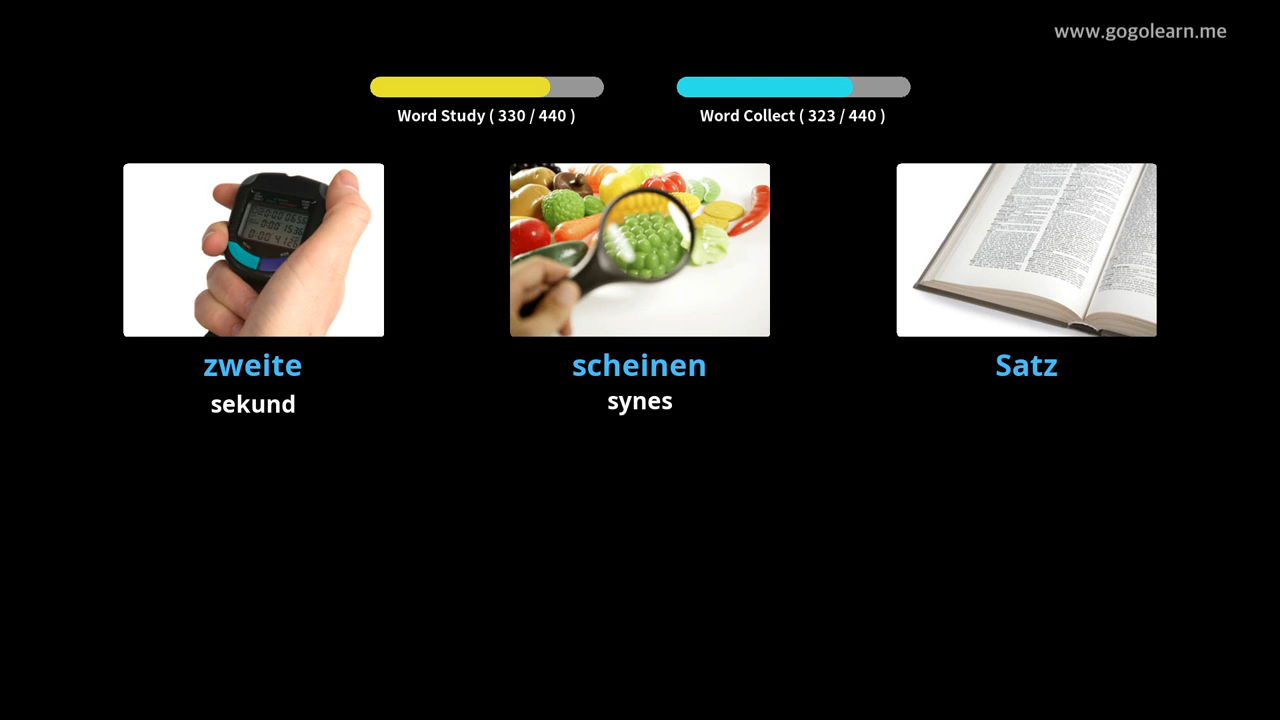 www.gogolearn.me
Word Study ( 330 / 440 )
Word Collect ( 323 / 440 )
zweite
sekund
scheinen
synes
Satz